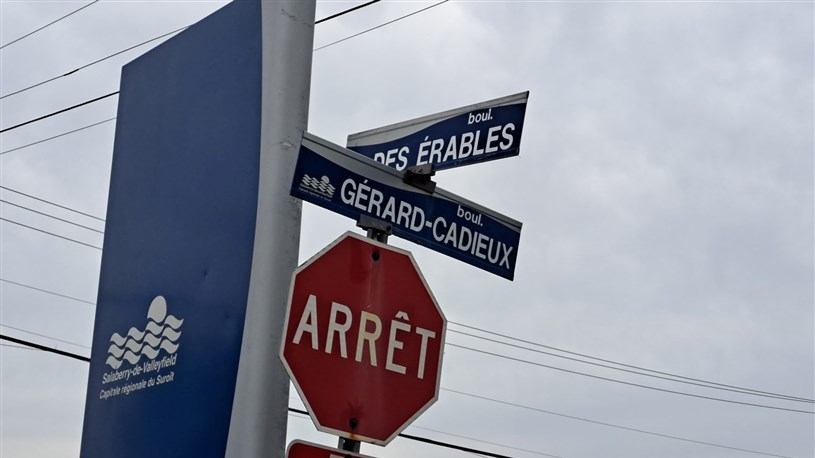 boul.
DES ÉRABLES
boul.
GÉRARD-CADIEUX
ARRÊT
Salaberry-de-Valleyfield
Capitale régionale du Suroît